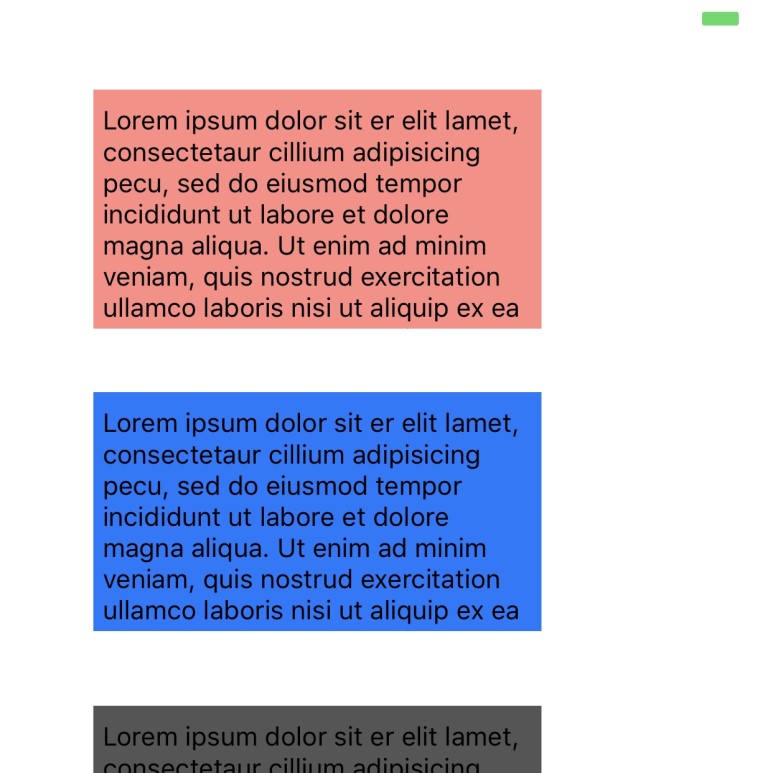 Lorem ipsum dolor sit er elit lamet,
consectetaur cillium adipisicing
pecu, sed do eiusmod tempor
incididunt ut labore et dolore
magna aliqua. Ut enim ad minim
veniam, quis nostrud exercitation
ullamco laboris nisi ut aliquip ex ea
Lorem ipsum dolor sit er elit lamet,
consectetaur cillium adipisicing
pecu, sed do eiusmod tempor
incididunt ut labore et dolore
magna aliqua. Ut enim ad minim
veniam, quis nostrud exercitation
ullamco laboris nisi ut aliquip ex ea
Lorem ipsum dolor sit er elit lamet,
consectetaur cillium adipisicing